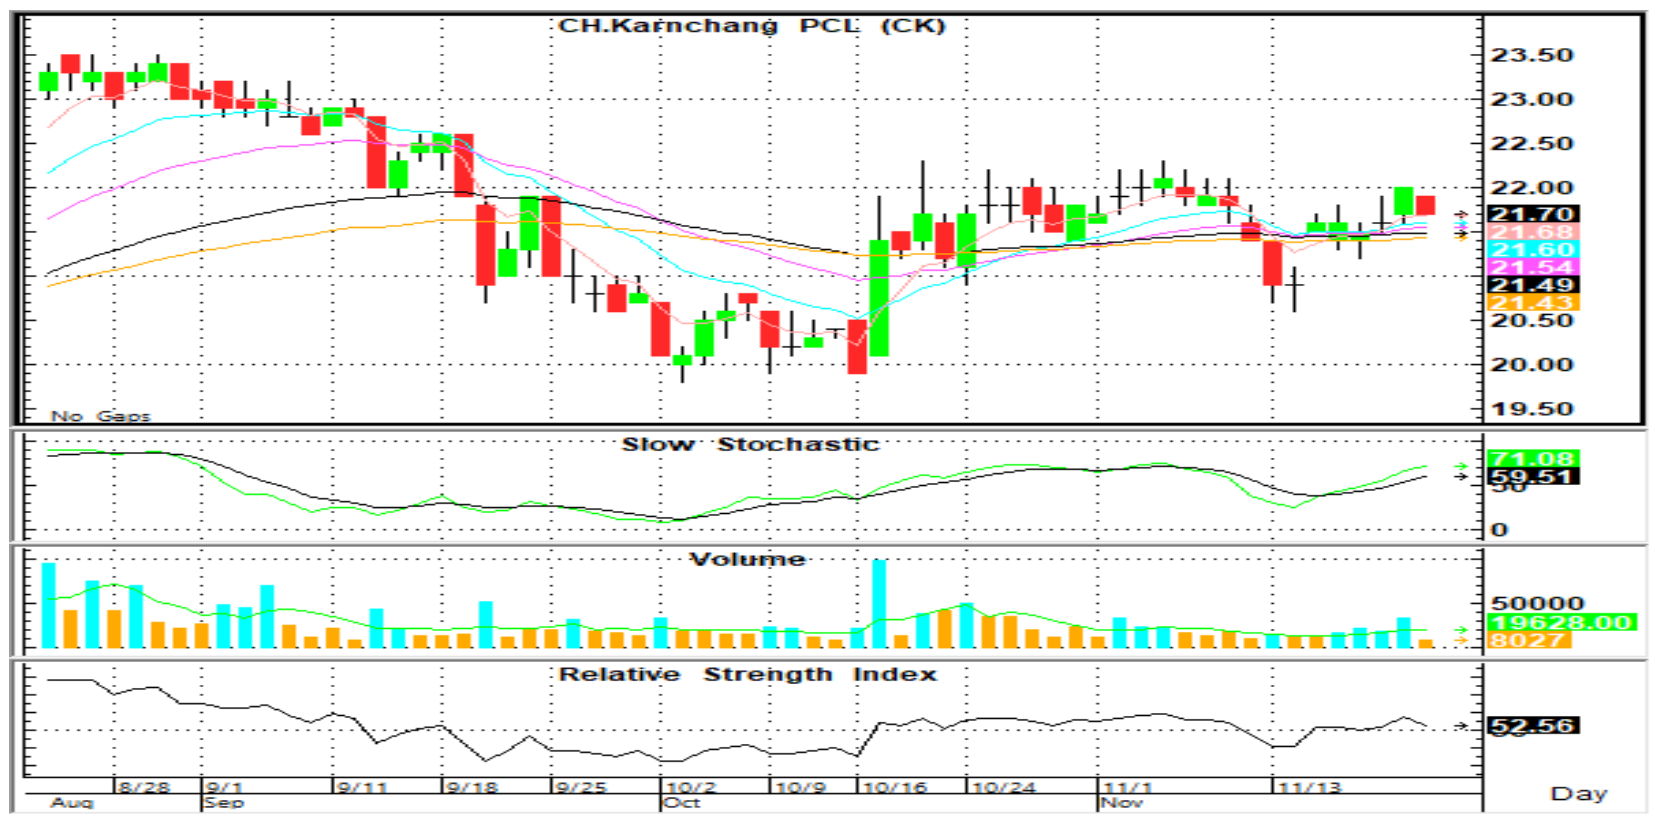 CH.Karnchang PCL (CK)
23.50
23.00
22.50
22.00
21.70
21.68
21.60
21.54
21.49
21.43
20.50
20.00
19.50
No Gaps
Slow Stochastic
71.08
59.51
50
0
Volume
50000
19628.00
8027
Relative Strength Index
52.56
8/28 9/1 9/11 9/18 9/25 10/2 10/9 10/16 10/24 11/1 11/13
Aug Sep Oct Nov
Day